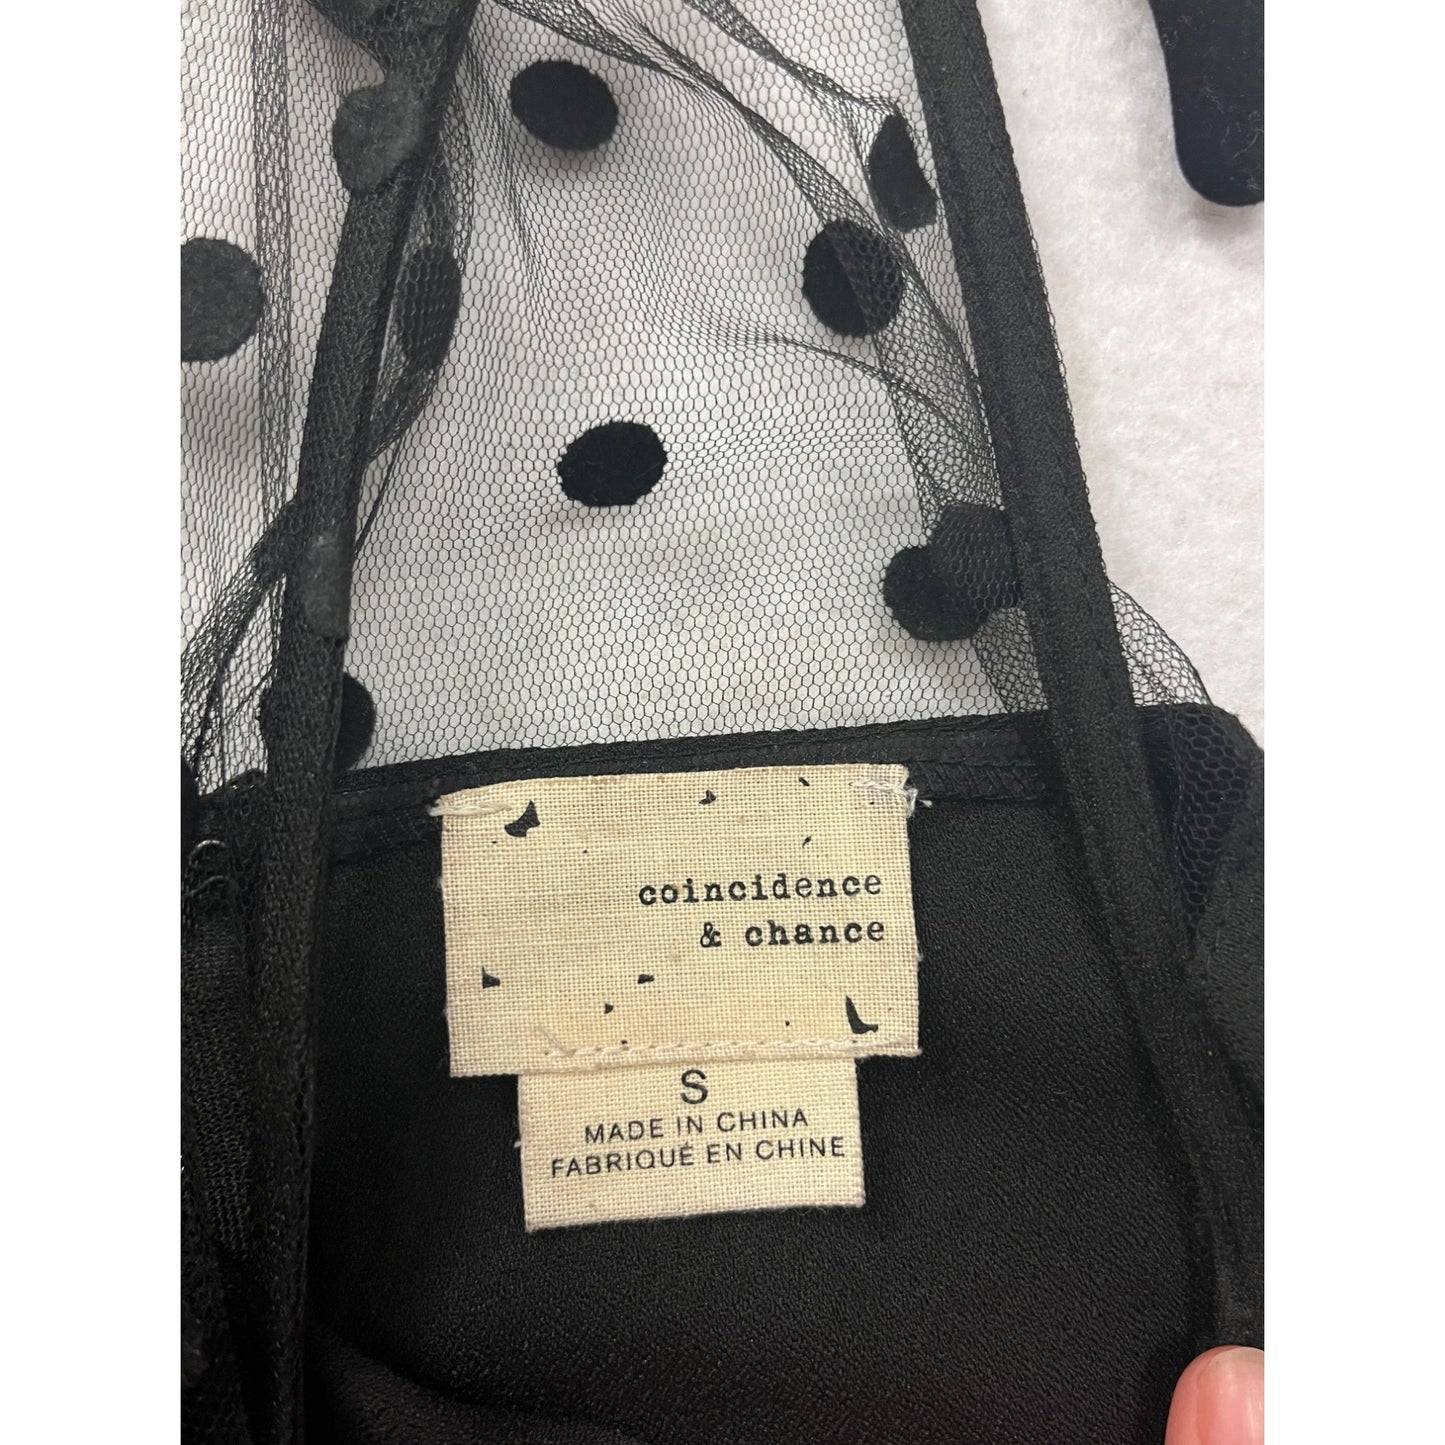 coincidence
& chance
S
MADE IN CHINA
FABRIQUÉ EN CHINE